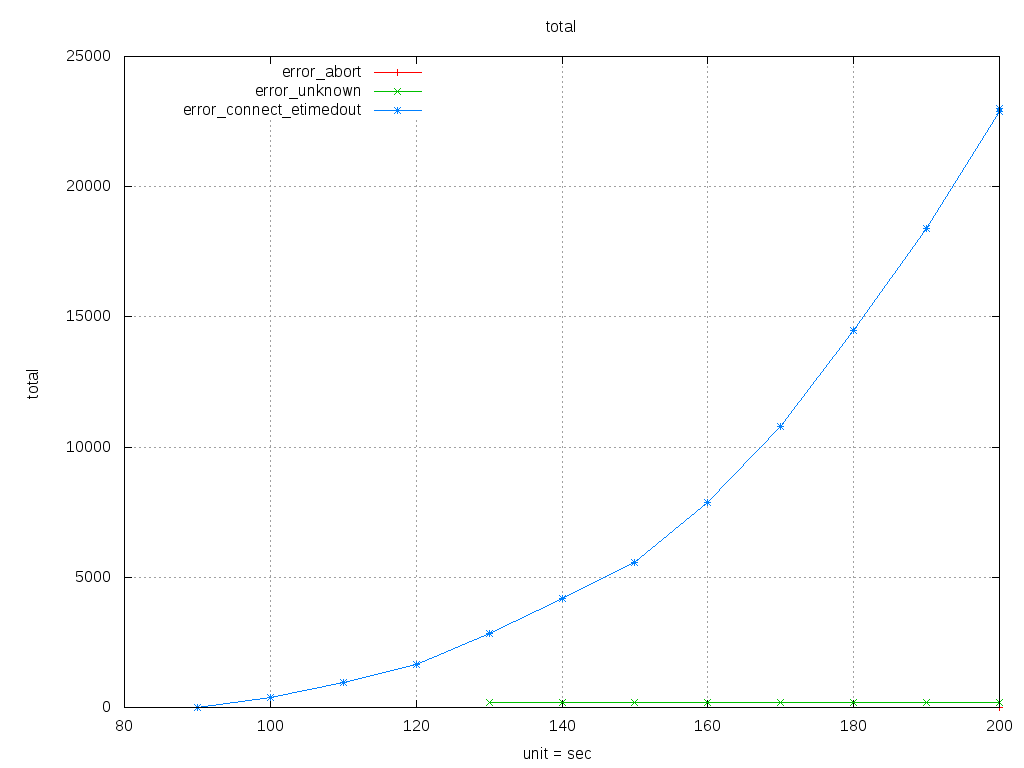 total
25000
20000
15000
10000
5000
0
total
error_abort
error_unknown
error_connect_etimedout
80 100 120 140 160 180 200
unit = sec